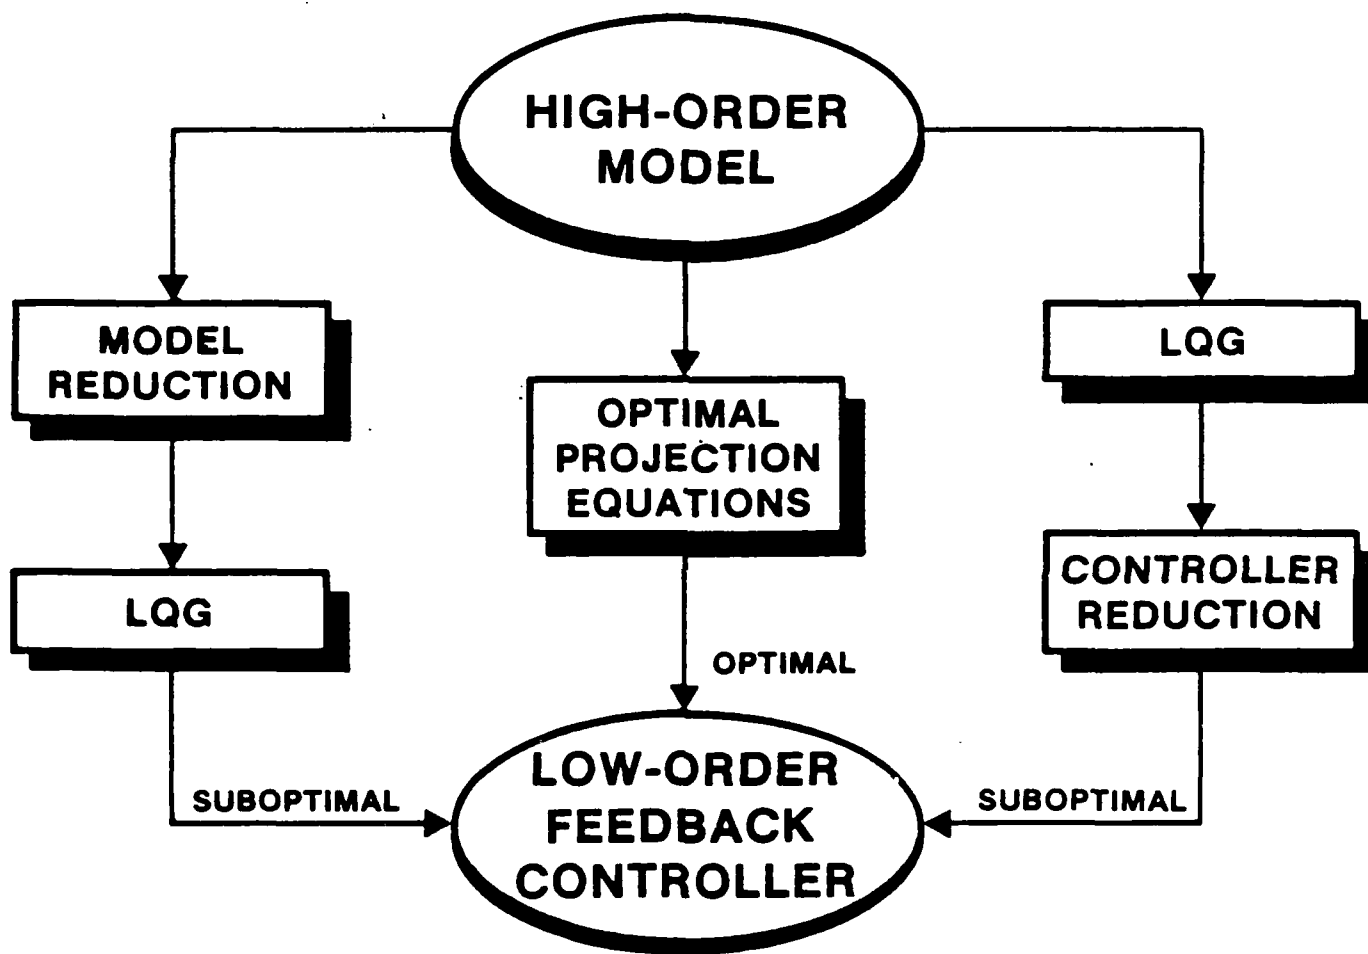 HIGH-ORDER
MODEL
MODEL
REDUCTION
LQG
OPTIMAL
PROJECTION
EQUATIONS
LQG
CONTROLLER
REDUCTION
OPTIMAL
SUBOPTIMAL
SUBOPTIMAL
LOW-ORDER
FEEDBACK
CONTROLLER